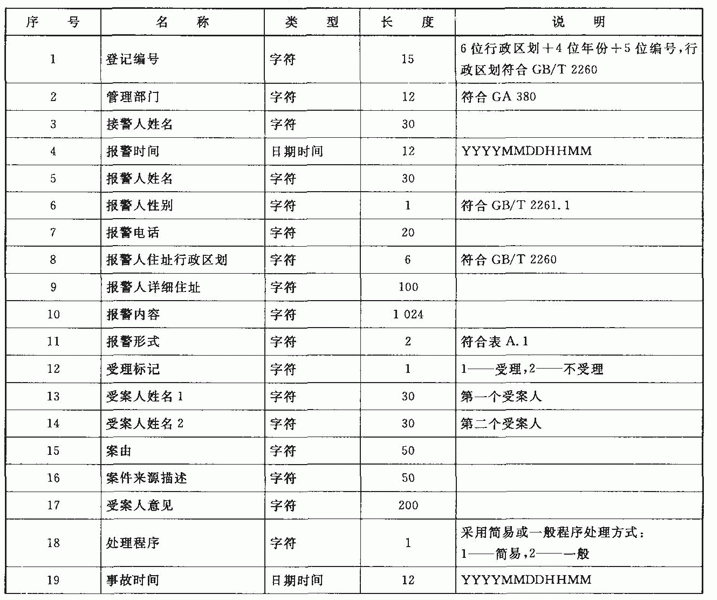 序 号 名 称 类 型 长 度 说 明
1 登记编号 字符 15 6位行政区划+4位年份+5位编号,行
政区划符合GB/T 2260
2 管理部门 字符 12 符合GA 380
3 接警人姓名 字符 30
4 报警时间 日期时间 12 YYYYMMDDHHMM
5 报警人姓名 字符 30
6 报警人性别 字符 1 符合GB/T 2261.1
7 报警电话 字符 20
8 报警人住址行政区划 字符 6 符合GB/T 2260
9 报警人详细住址 字符 100
10 报警内容 字符 1 024
11 报警形式 字符 2 符合表 A.1
12 受理标记 字符 1 1——受理,2——不受理
13 受案人姓名1 字符 30 第一个受案人
14 受案人姓名2 字符 30 第二个受案人
15 案由 字符 50
16 案件来源描述 字符 50
17 受案人意见 字符 200
18 处理程序 字符 1 采用简易或一般程序处理方式:
1——简易,2——一般
19 事故时间 日期时间 12 YYYYMMDDHHMM